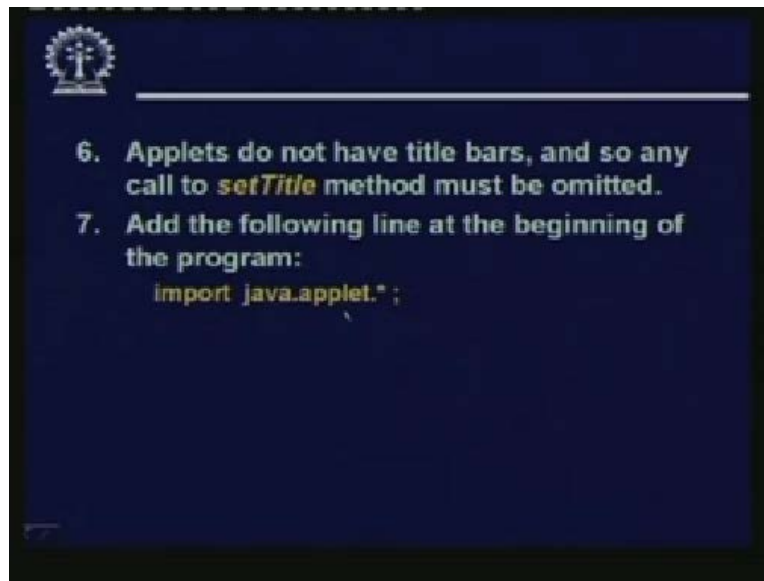 6. Applets do not have title bars, and so any
call to setTitle method must be omitted.
7. Add the following line at the beginning of
the program:
import java.applet.* ;